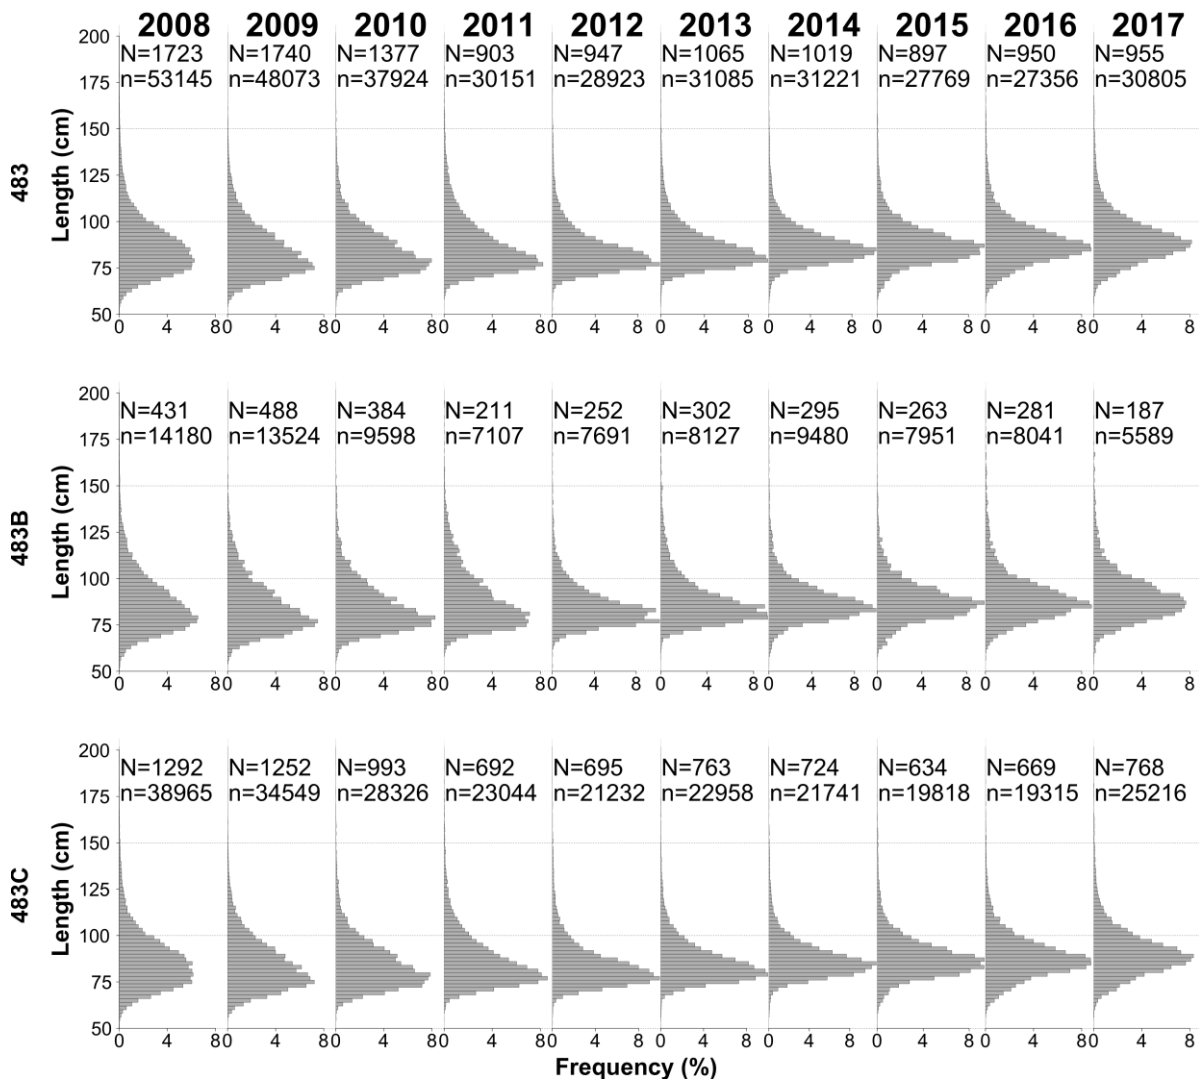 2008 2009 2010 2011 2012 2013 2014 2015 2016 2017
N=1723 N=1740 N=1377 N=903 N=947 N=1065 N=1019 N=897 N=950 N=955
n=53145 n=48073 n=37924 n=30151 n=28923 n=31085 n=31221 n=27769 n=27356 n=30805
483
Length (cm)
200
175
150
125
100
75
50
0 4 8 0 4 8 0 4 8 0 4 8 0 4 8 0 4 8 0 4 8 0 4 8 0 4 8 0 4 8
N=431 N=488 N=384 N=211 N=252 N=302 N=295 N=263 N=281 N=187
n=14180 n=13524 n=9598 n=7107 n=7691 n=8127 n=9480 n=7951 n=8041 n=5589
483B
Length (cm)
200
175
150
125
100
75
50
0 4 8 0 4 8 0 4 8 0 4 8 0 4 8 0 4 8 0 4 8 0 4 8 0 4 8 0 4 8
N=1292 N=1252 N=993 N=692 N=695 N=763 N=724 N=634 N=669 N=768
n=38965 n=34549 n=28326 n=23044 n=21232 n=22958 n=21741 n=19818 n=19315 n=25216
483C
Length (cm)
200
175
150
125
100
75
50
0 4 8 0 4 8 0 4 8 0 4 8 0 4 8 0 4 8 0 4 8 0 4 8 0 4 8 0 4 8
Frequency (%)